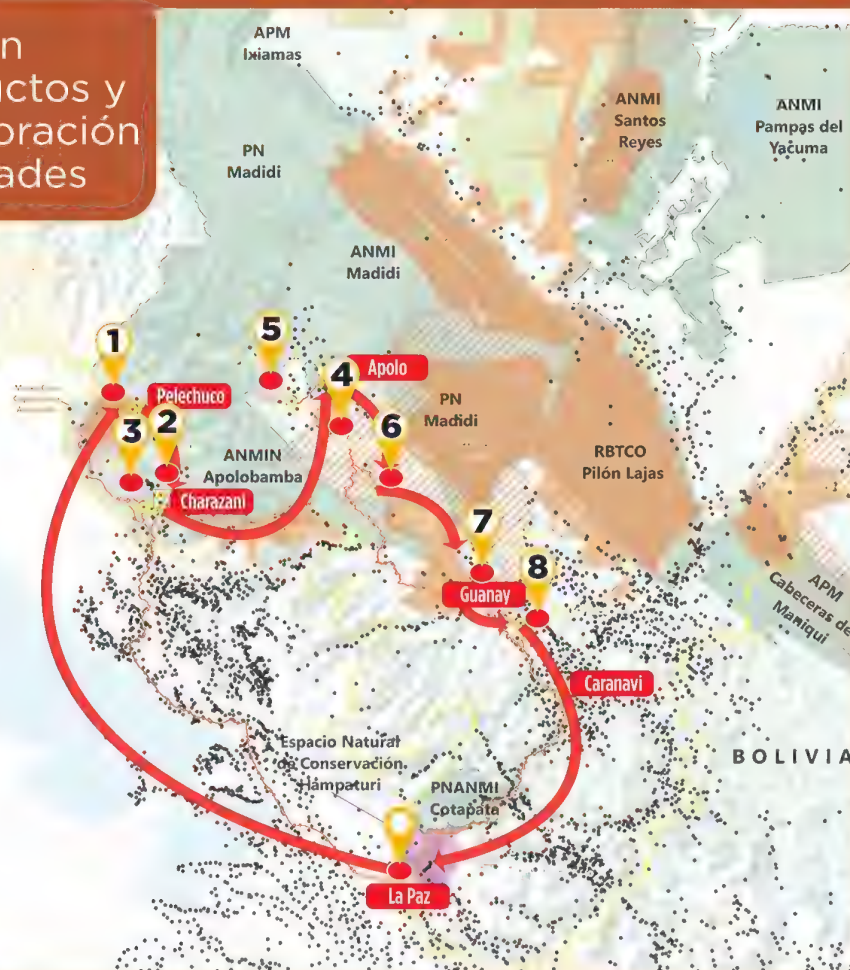 n
uctos y
oración
ades
APM
Ixiamas
PN
Madidi
ANMI
Santos
Reyes
ANMI
Pampas del
Yacuma
ANMI
Madidi
1
5
4
Apolo
Pelechuco
3
2
6
PN
Madidi
ANMIN
Apolobamba
RBTCO
Pilón Lajas
Charazani
7
8
Guanay
APM
Cabeceras de
Maniqui
Caranavi
Espacio Natural
de Conservación
Hampaturi
PNANMI
Cotapata
BOLIVIA
La Paz